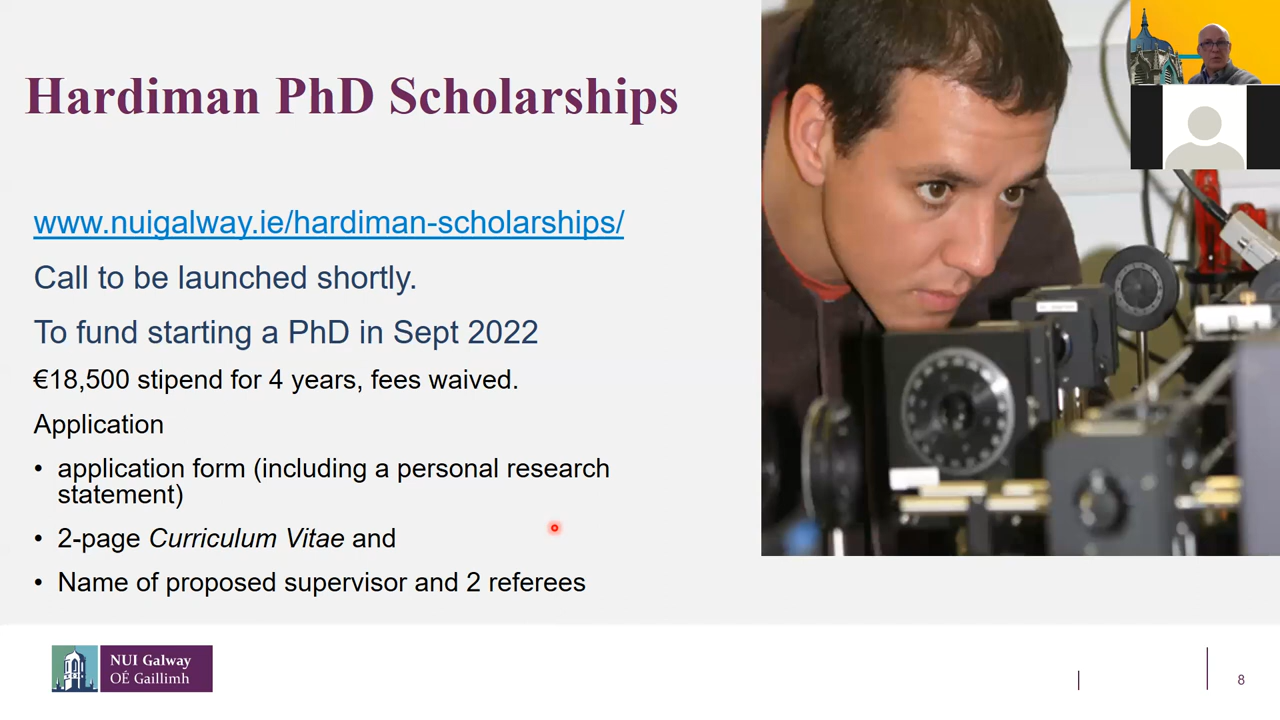 Hardiman PhD Scholarships
www.nuigalway.ie/hardiman-scholarships/
Call to be launched shortly.
To fund starting a PhD in Sept 2022
€18,500 stipend for 4 years, fees waived.
Application
• application form (including a personal research
statement)
• 2-page Curriculum Vitae and
• Name of proposed supervisor and 2 referees
NUI Galway
OÉ Gaillimh
8